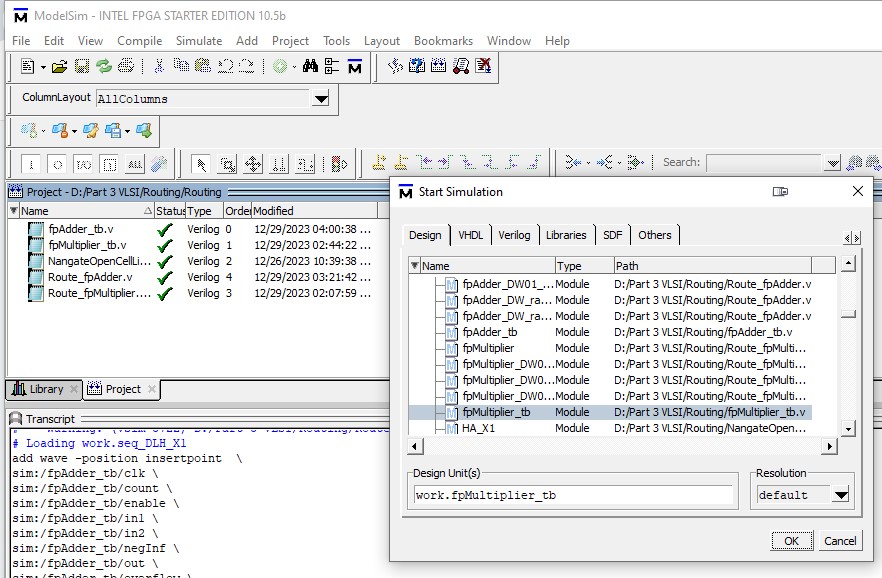 ModelSim - INTEL FPGA STARTER EDITION 10.5b
File Edit View Compile Simulate Add Project Tools Layout Bookmarks Window Help
ColumnLayout AllColumns
Search:
Project - D:/Part 3 VLSI/Routing/Routing
Name Status Type Order Modified
fpAdder_tb.v Verilog 0 12/29/2023 04:00:38 ...
fpMultiplier_tb.v Verilog 1 12/29/2023 02:44:22 ...
NangateOpenCellLi... Verilog 2 12/26/2023 10:39:38 ...
Route_fpAdder.v Verilog 4 12/29/2023 03:21:42 ...
Route_fpMultiplier.... Verilog 3 12/29/2023 02:07:59 ...
Library Project
Transcript
# Loading work.seq_DLH_X1
add wave -position insertpoint \
sim:/fpAdder_tb/clk \
sim:/fpAdder_tb/count \
sim:/fpAdder_tb/enable \
sim:/fpAdder_tb/in1 \
sim:/fpAdder_tb/in2 \
sim:/fpAdder_tb/negInf \
sim:/fpAdder_tb/out \
sim:/fpAdder_tb/overflow \
Start Simulation
Design VHDL Verilog Libraries SDF Others
Name Type Path
fpAdder_DW01_... Module D:/Part 3 VLSI/Routing/Route_fpAdder.v
fpAdder_DW_ra... Module D:/Part 3 VLSI/Routing/Route_fpAdder.v
fpAdder_DW_ra... Module D:/Part 3 VLSI/Routing/Route_fpAdder.v
fpAdder_tb Module D:/Part 3 VLSI/Routing/fpAdder_tb.v
fpMultiplier Module D:/Part 3 VLSI/Routing/Route_fpMulti...
fpMultiplier_DW0... Module D:/Part 3 VLSI/Routing/Route_fpMulti...
fpMultiplier_DW0... Module D:/Part 3 VLSI/Routing/Route_fpMulti...
fpMultiplier_DW0... Module D:/Part 3 VLSI/Routing/Route_fpMulti...
fpMultiplier_tb Module D:/Part 3 VLSI/Routing/fpMultiplier_tb.v
HA_X1 Module D:/Part 3 VLSI/Routing/NangateOpen...
Design Unit(s)
work.fpMultiplier_tb
Resolution
default
OK Cancel